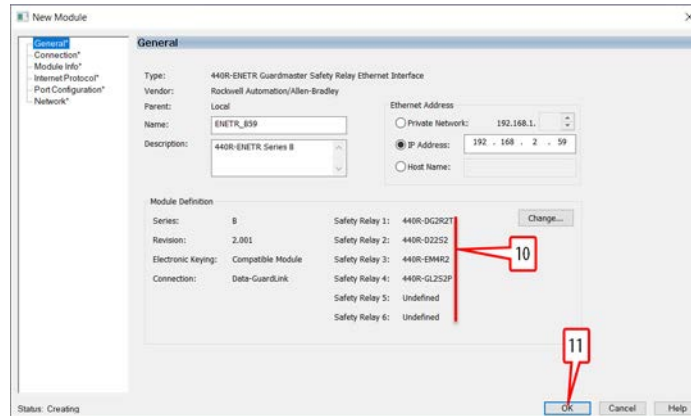 New Module
General*
Connection*
Module Info*
Internet Protocol*
Port Configuration*
Network*
General
Type: 440R-ENETR Guardmaster Safety Relay Ethernet Interface
Vendor: Rockwell Automation/Allen-Bradley
Parent: Local
Name: ENETR_B59
Description: 440R-ENETR Series B
Ethernet Address
Private Network: 192.168.1.
IP Address: 192 . 168 . 2 . 59
Host Name:
Module Definition
Series: B
Revision: 2.001
Electronic Keying: Compatible Module
Connection: Data-GuardLink
Safety Relay 1: 440R-DG2R2T
Safety Relay 2: 440R-D22S2
Safety Relay 3: 440R-EM4R2
Safety Relay 4: 440R-GL2S2P
Safety Relay 5: Undefined
Safety Relay 6: Undefined
Change...
10
11
Status: Creating
OK
Cancel
Help